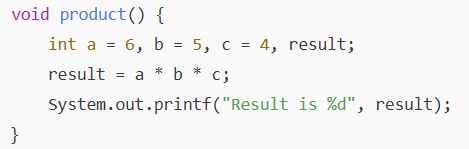 void product() {
    int a = 6, b = 5, c = 4, result;
    result = a * b * c;
    System.out.printf("Result is %d", result);
}